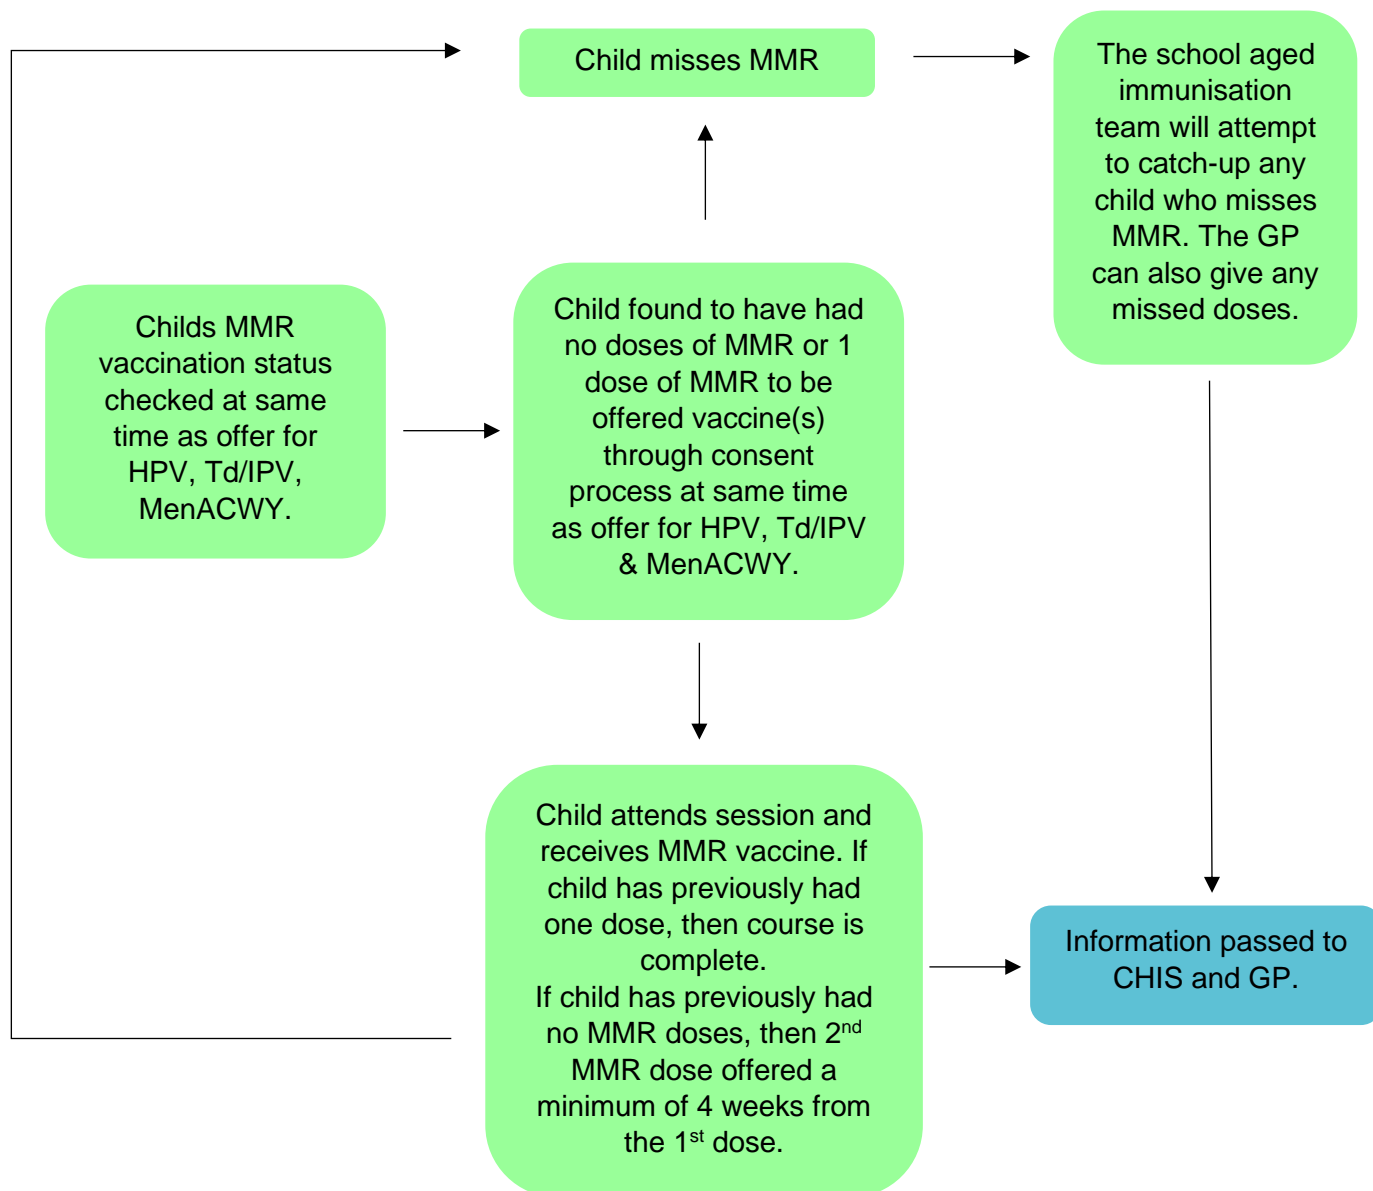 Child misses MMR
The school aged
immunisation
team will attempt
to catch-up any
child who misses
MMR. The GP
can also give any
missed doses.
Childs MMR
vaccination status
checked at same
time as offer for
HPV, Td/IPV,
MenACWY.
Child found to have had
no doses of MMR or 1
dose of MMR to be
offered vaccine(s)
through consent
process at same time
as offer for HPV, Td/IPV
& MenACWY.
Child attends session and
receives MMR vaccine. If
child has previously had
one dose, then course is
complete.
If child has previously had
no MMR doses, then 2nd
MMR dose offered a
minimum of 4 weeks from
the 1st dose.
Information passed to
CHIS and GP.